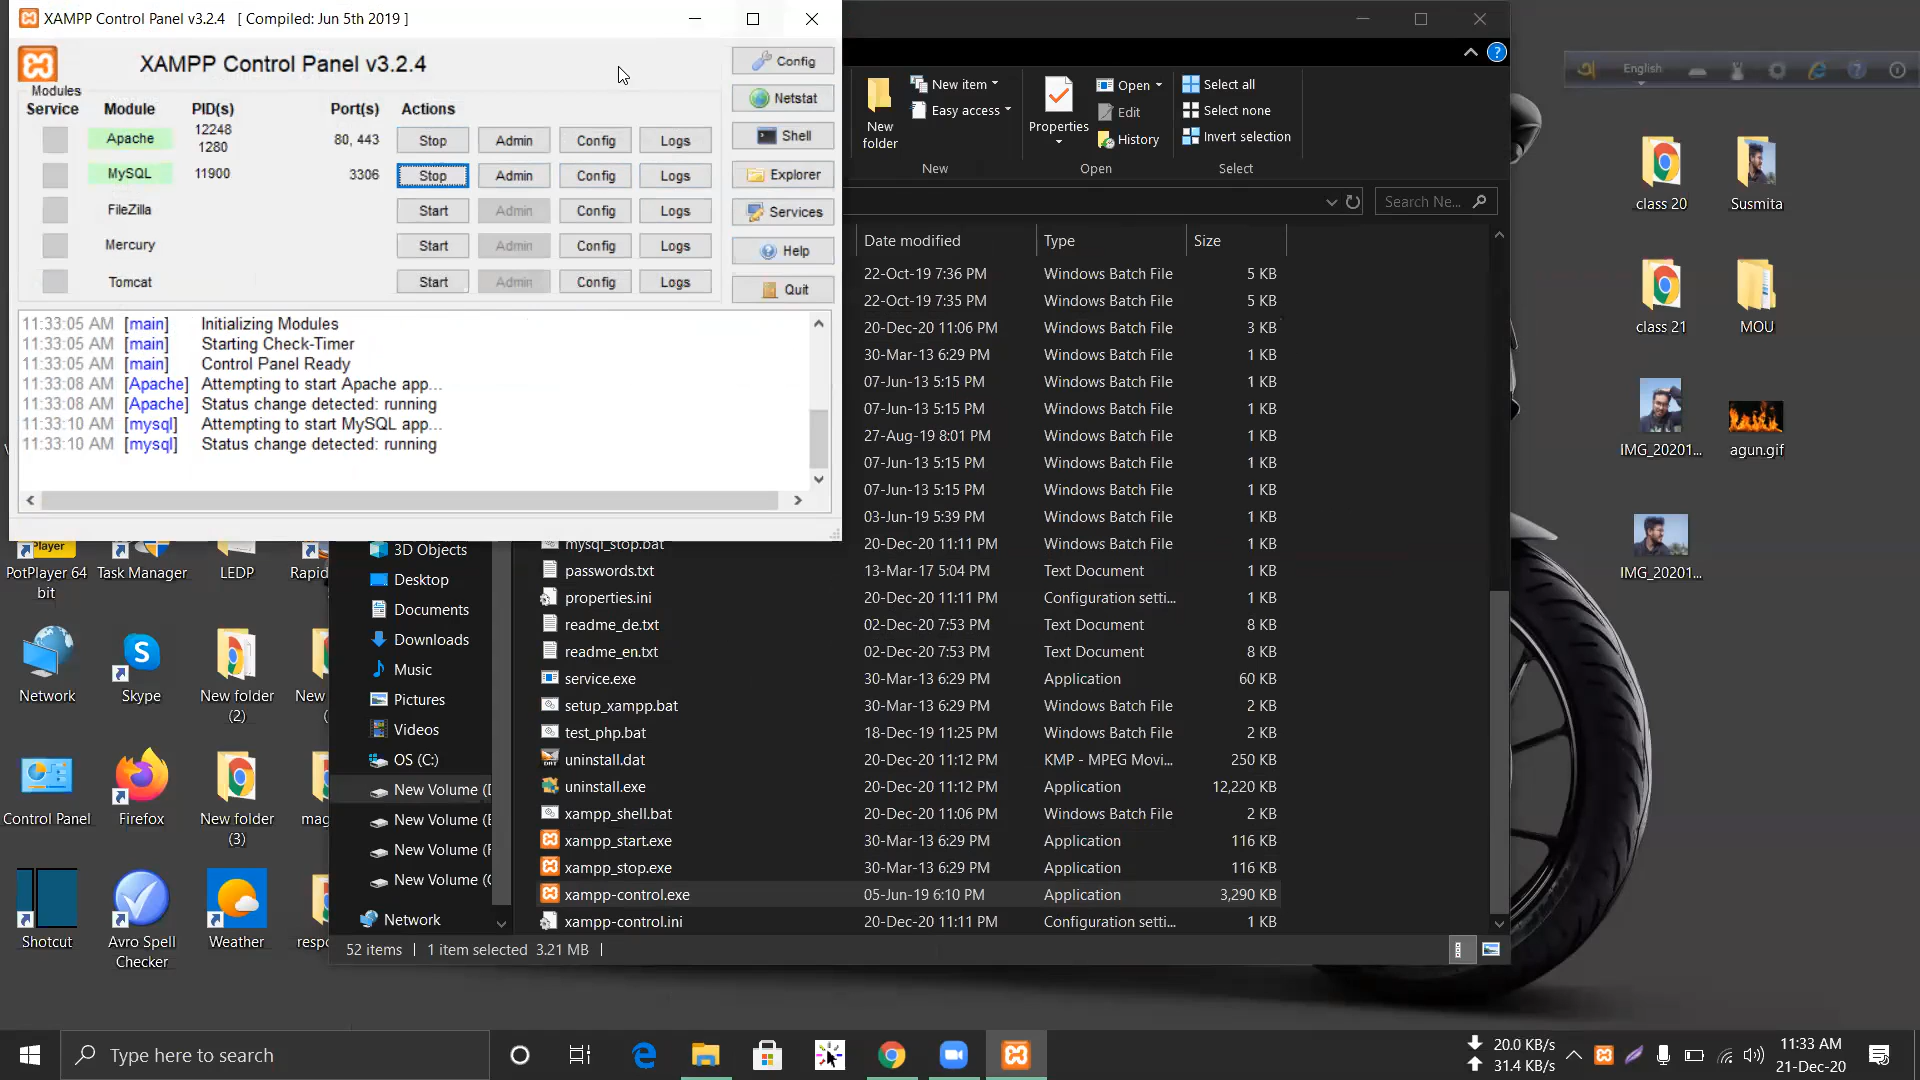 XAMPP Control Panel v3.2.4 [ Compiled: Jun 5th 2019 ]
XAMPP Control Panel v3.2.4
Config
Modules
Service Module PID(s) Port(s) Actions
Netstat
Apache 12248 1280 80, 443 Stop Admin Config Logs
Shell
MySQL 11900 3306 Stop Admin Config Logs
Explorer
FileZilla Start Admin Config Logs
Services
Mercury Start Admin Config Logs
Help
Tomcat Start Admin Config Logs
Quit
11:33:05 AM [main] Initializing Modules
11:33:05 AM [main] Starting Check-Timer
11:33:05 AM [main] Control Panel Ready
11:33:08 AM [Apache] Attempting to start Apache app...
11:33:08 AM [Apache] Status change detected: running
11:33:10 AM [mysql] Attempting to start MySQL app...
11:33:10 AM [mysql] Status change detected: running
New folder
New item
Easy access
New
Properties
Open
Edit
History
Open
Select all
Select none
Invert selection
Select
Search Ne...
Date modified Type Size
22-Oct-19 7:36 PM Windows Batch File 5 KB
22-Oct-19 7:35 PM Windows Batch File 5 KB
20-Dec-20 11:06 PM Windows Batch File 3 KB
30-Mar-13 6:29 PM Windows Batch File 1 KB
07-Jun-13 5:15 PM Windows Batch File 1 KB
07-Jun-13 5:15 PM Windows Batch File 1 KB
27-Aug-19 8:01 PM Windows Batch File 1 KB
07-Jun-13 5:15 PM Windows Batch File 1 KB
07-Jun-13 5:15 PM Windows Batch File 1 KB
03-Jun-19 5:39 PM Windows Batch File 1 KB
mysql_stop.bat 20-Dec-20 11:11 PM Windows Batch File 1 KB
passwords.txt 13-Mar-17 5:04 PM Text Document 1 KB
properties.ini 20-Dec-20 11:11 PM Configuration setti... 1 KB
readme_de.txt 02-Dec-20 7:53 PM Text Document 8 KB
readme_en.txt 02-Dec-20 7:53 PM Text Document 8 KB
service.exe 30-Mar-13 6:29 PM Application 60 KB
setup_xampp.bat 30-Mar-13 6:29 PM Windows Batch File 2 KB
test_php.bat 18-Dec-19 11:25 PM Windows Batch File 2 KB
uninstall.dat 20-Dec-20 11:12 PM KMP - MPEG Movi... 250 KB
uninstall.exe 20-Dec-20 11:12 PM Application 12,220 KB
xampp_shell.bat 20-Dec-20 11:06 PM Windows Batch File 2 KB
xampp_start.exe 30-Mar-13 6:29 PM Application 116 KB
xampp_stop.exe 30-Mar-13 6:29 PM Application 116 KB
xampp-control.exe 05-Jun-19 6:10 PM Application 3,290 KB
xampp-control.ini 20-Dec-20 11:11 PM Configuration setti... 1 KB
3D Objects
Desktop
Documents
Downloads
Music
Pictures
Videos
OS (C:)
New Volume (D
New Volume (E
New Volume (F
New Volume (G
Network
52 items 1 item selected 3.21 MB
English
class 20
Susmita
class 21
MOU
IMG_20201...
agun.gif
IMG_20201...
Player
PotPlayer 64 bit
Task Manager
LEDP
Rapid
Network
Skype
New folder (2)
New
Control Panel
Firefox
New folder (3)
mag
Shotcut
Avro Spell Checker
Weather
resp
Type here to search
20.0 KB/s
31.4 KB/s
11:33 AM
21-Dec-20